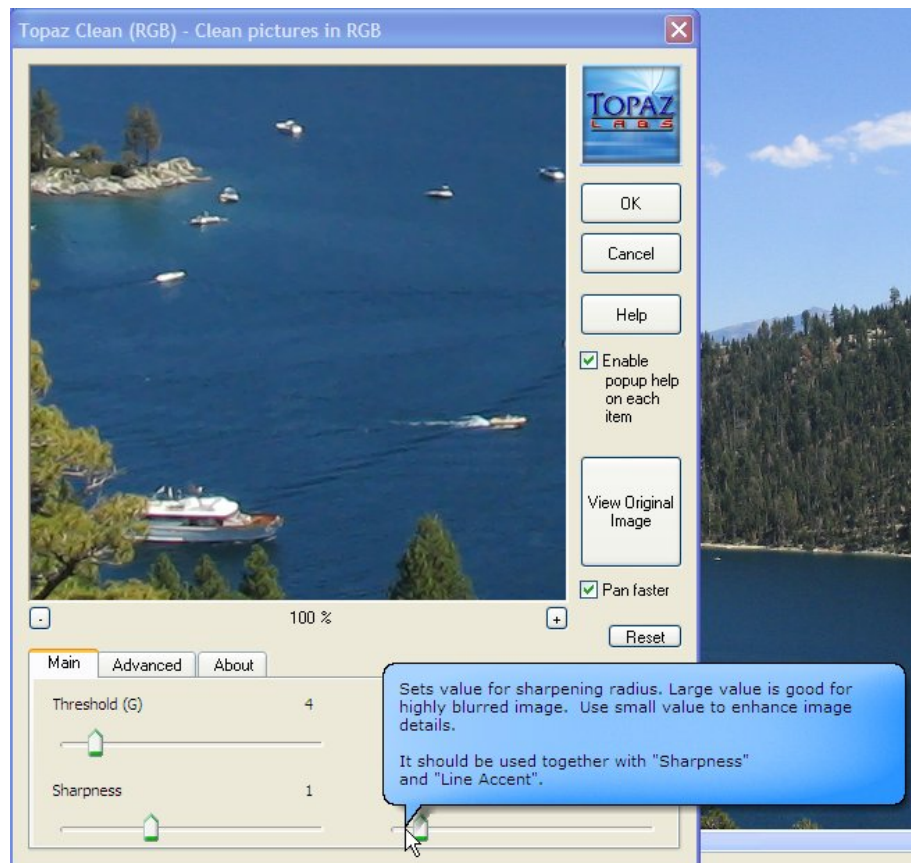 Topaz Clean (RGB) - Clean pictures in RGB
TOPAZ
LABS
OK
Cancel
Help
Enable
popup help
on each
item
View Original
Image
Pan faster
- 100 % +
Reset
Main Advanced About
Threshold (G) 4
Sharpness 1
Sets value for sharpening radius. Large value is good for
highly blurred image.  Use small value to enhance image
details.
It should be used together with "Sharpness"
and "Line Accent".